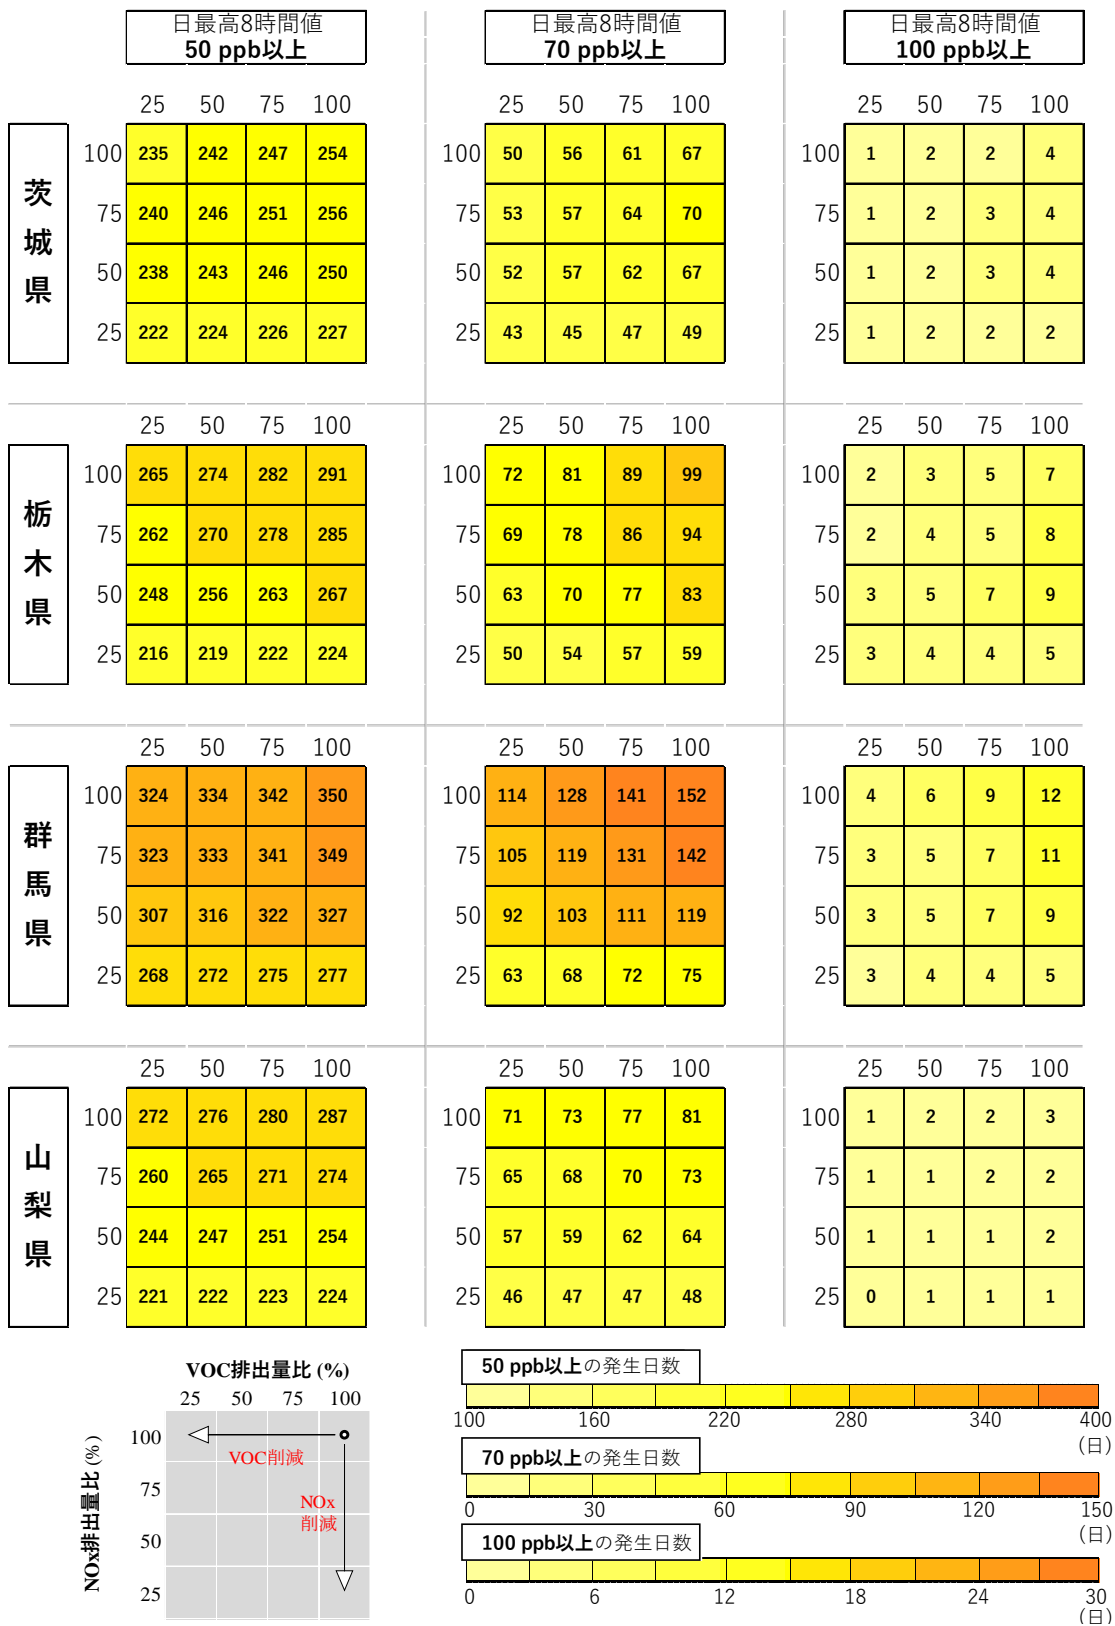 日最高8時間値 日最高8時間値 日最高8時間値
50 ppb以上 70 ppb以上 100 ppb以上
茨城県
25 50 75 100 25 50 75 100 25 50 75 100
100 235 242 247 254 100 50 56 61 67 100 1 2 2 4
75 240 246 251 256 75 53 57 64 70 75 1 2 3 4
50 238 243 246 250 50 52 57 62 67 50 1 2 3 4
25 222 224 226 227 25 43 45 47 49 25 1 2 2 2
栃木県
25 50 75 100 25 50 75 100 25 50 75 100
100 265 274 282 291 100 72 81 89 99 100 2 3 5 7
75 262 270 278 285 75 69 78 86 94 75 2 4 5 8
50 248 256 263 267 50 63 70 77 83 50 3 5 7 9
25 216 219 222 224 25 50 54 57 59 25 3 4 4 5
群馬県
25 50 75 100 25 50 75 100 25 50 75 100
100 324 334 342 350 100 114 128 141 152 100 4 6 9 12
75 323 333 341 349 75 105 119 131 142 75 3 5 7 11
50 307 316 322 327 50 92 103 111 119 50 3 5 7 9
25 268 272 275 277 25 63 68 72 75 25 3 4 4 5
山梨県
25 50 75 100 25 50 75 100 25 50 75 100
100 272 276 280 287 100 71 73 77 81 100 1 2 2 3
75 260 265 271 274 75 65 68 70 73 75 1 1 2 2
50 244 247 251 254 50 57 59 62 64 50 1 1 1 2
25 221 222 223 224 25 46 47 47 48 25 0 1 1 1
VOC排出量比 (%)
25 50 75 100
NOx排出量比 (%)
100
75
50
25
VOC削減
NOx
削減
50 ppb以上の発生日数
100 160 220 280 340 400
(日)
70 ppb以上の発生日数
0 30 60 90 120 150
(日)
100 ppb以上の発生日数
0 6 12 18 24 30
(日)